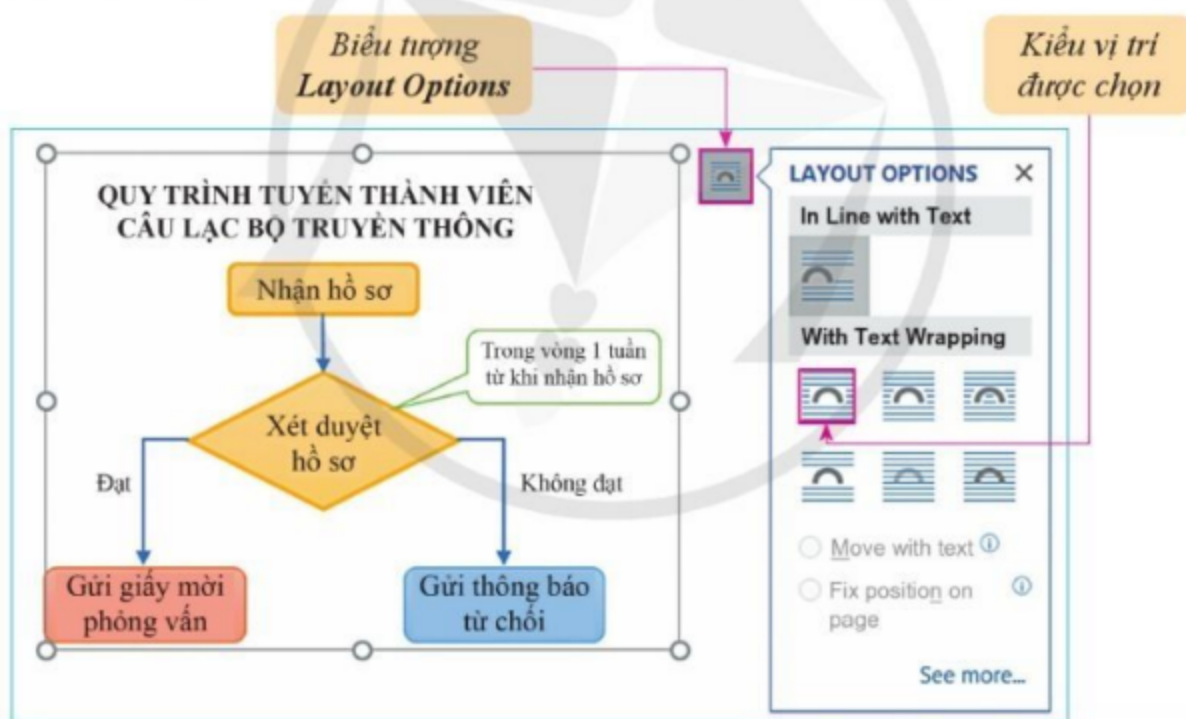 Biểu tượng
Layout Options
Kiểu vị trí
được chọn
QUY TRÌNH TUYỂN THÀNH VIÊN
CÂU LẠC BỘ TRUYỀN THÔNG
Nhận hồ sơ
Trong vòng 1 tuần
từ khi nhận hồ sơ
Xét duyệt
hồ sơ
Đạt
Không đạt
Gửi giấy mời
phỏng vấn
Gửi thông báo
từ chối
LAYOUT OPTIONS
In Line with Text
With Text Wrapping
Move with text
Fix position on
page
See more...